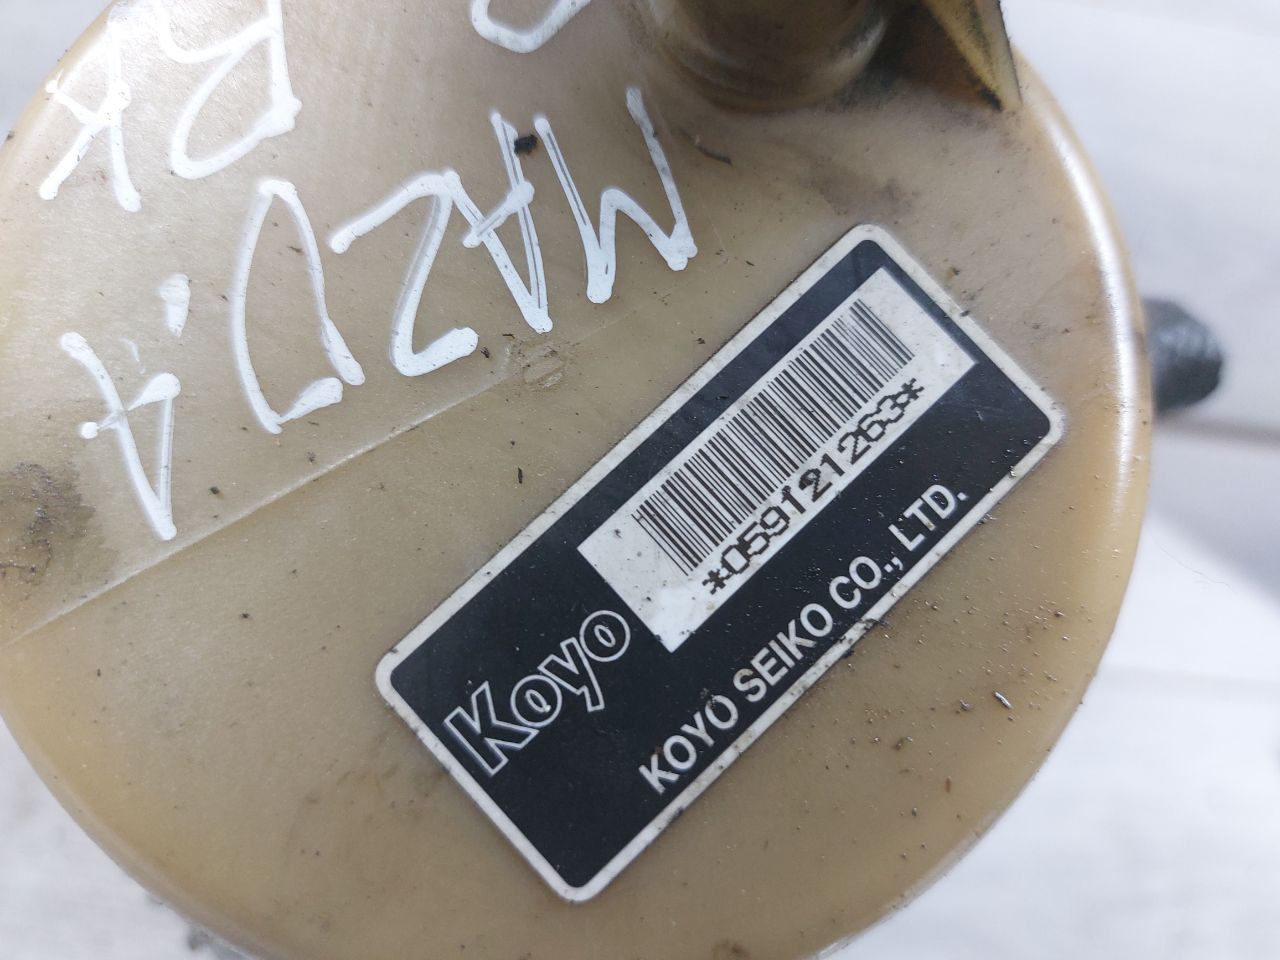 *059121263*
Koyo
KOYO SEIKO CO., LTD.
MAZDA